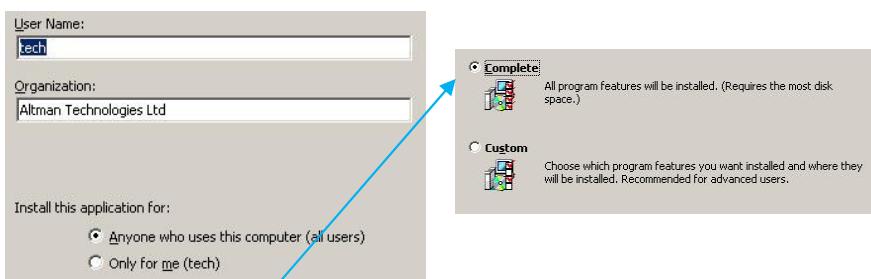 User Name:
tech
Organization:
Altman Technologies Ltd
Install this application for:
Anyone who uses this computer (all users)
Only for me (tech)
Complete
All program features will be installed. (Requires the most disk
space.)
Custom
Choose which program features you want installed and where they
will be installed. Recommended for advanced users.